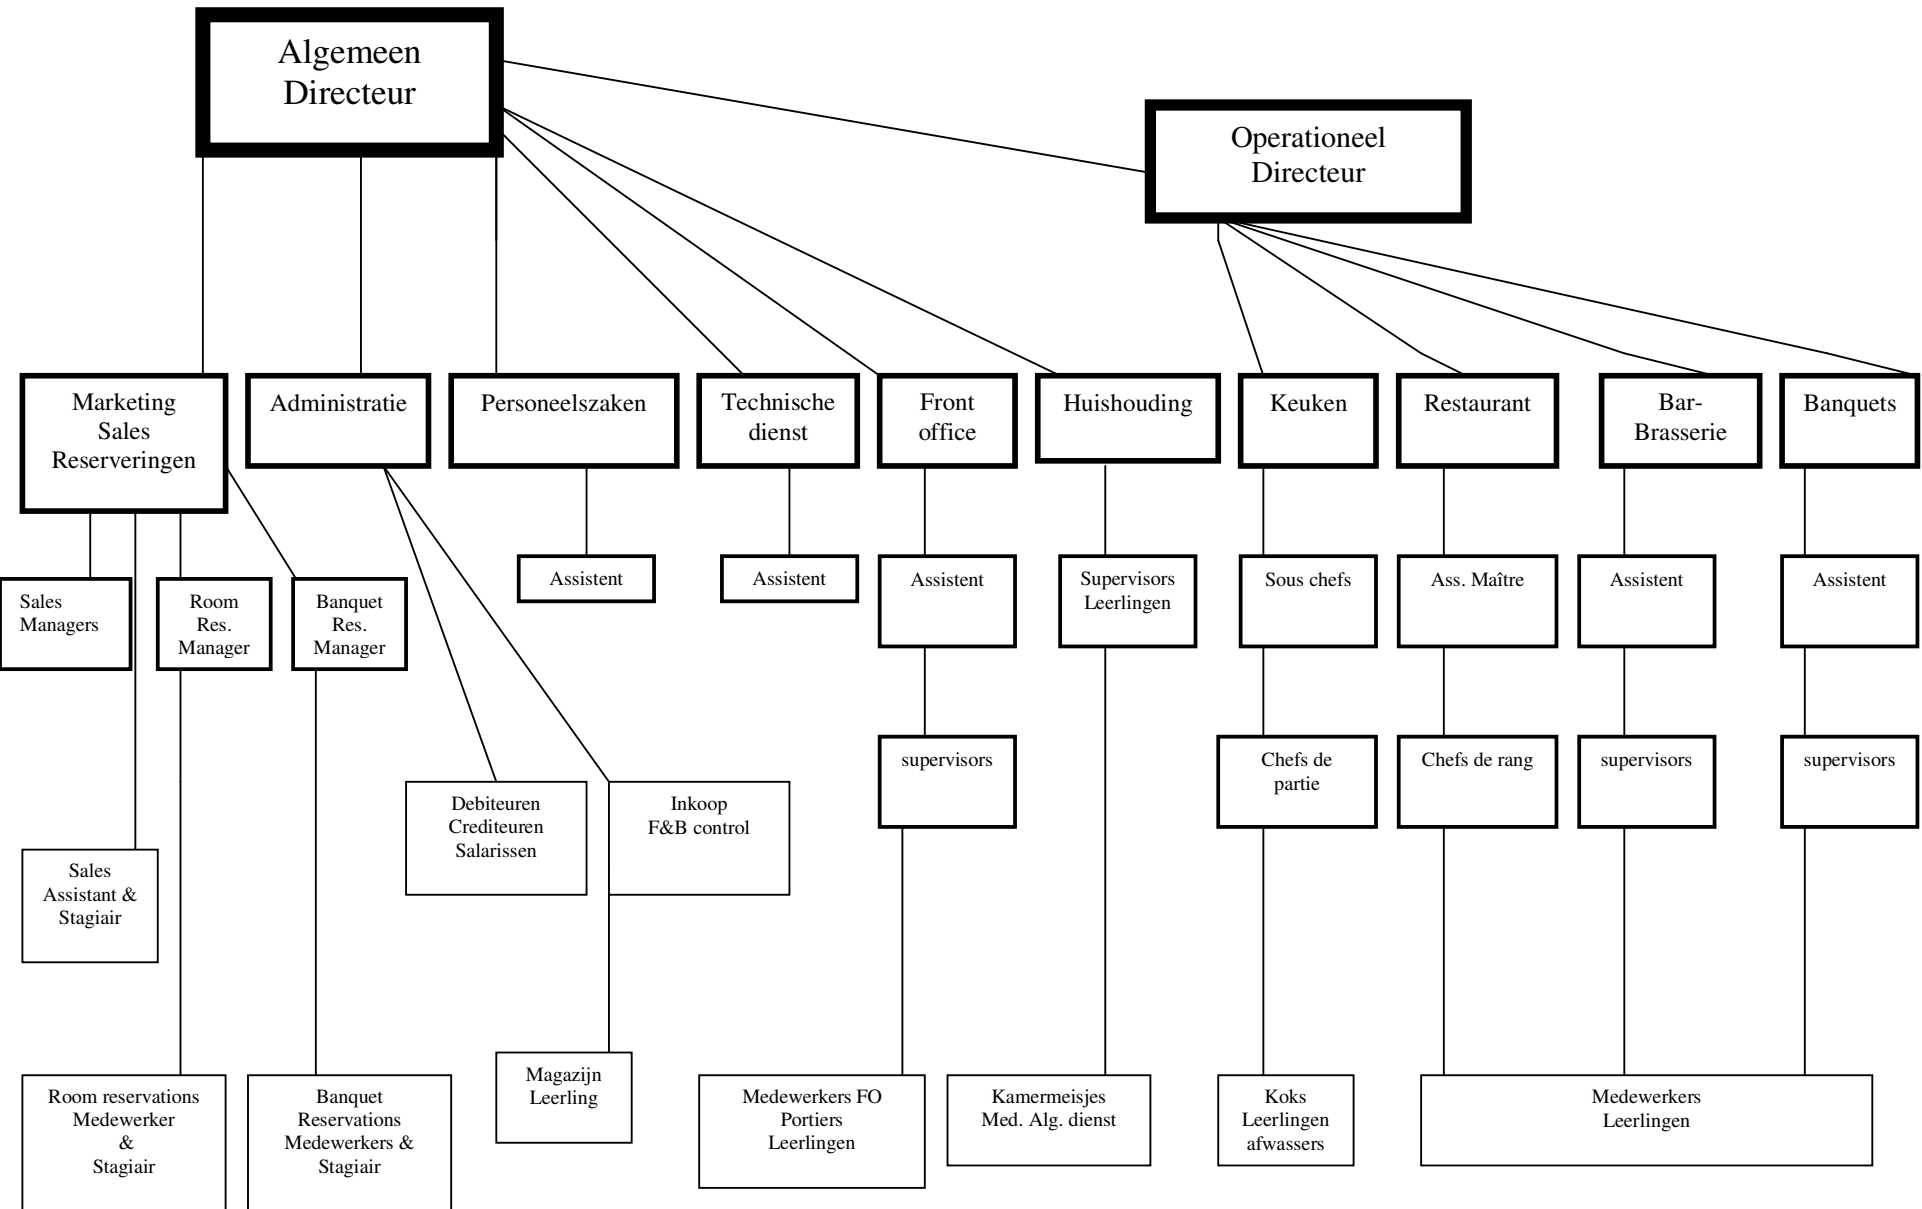 Algemeen
Directeur
Operationeel
Directeur
Marketing
Sales
Reserveringen
Administratie
Personeelszaken
Technische
dienst
Front
office
Huishouding
Keuken
Restaurant
Bar-
Brasserie
Banquets
Sales
Managers
Room
Res.
Manager
Banquet
Res.
Manager
Assistent
Assistent
Assistent
Supervisors
Leerlingen
Sous chefs
Ass. Maître
Assistent
Assistent
supervisors
Chefs de
partie
Chefs de rang
supervisors
supervisors
Debiteuren
Crediteuren
Salarissen
Inkoop
F&B control
Sales
Assistant &
Stagiair
Magazijn
Leerling
Room reservations
Medewerker
&
Stagiair
Banquet
Reservations
Medewerkers &
Stagiair
Medewerkers FO
Portiers
Leerlingen
Kamermeisjes
Med. Alg. dienst
Koks
Leerlingen
afwassers
Medewerkers
Leerlingen